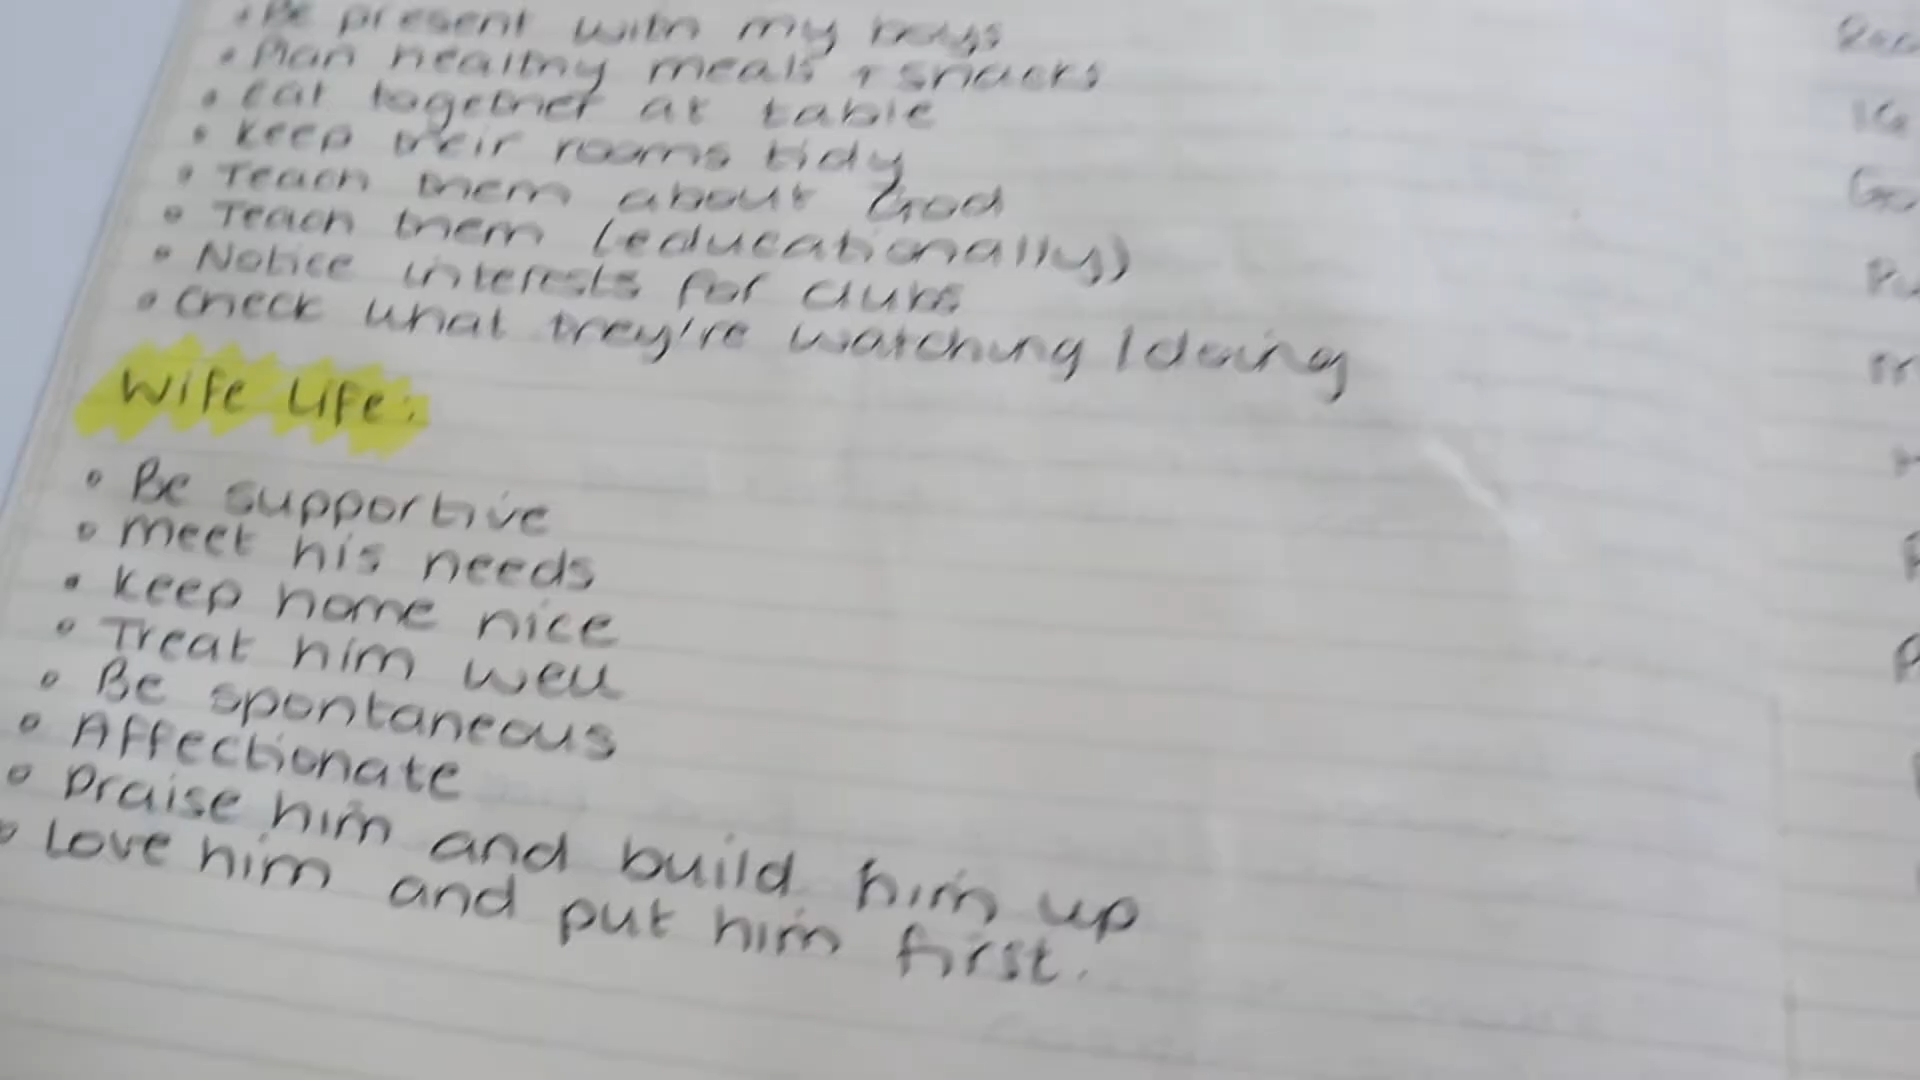 • Be present with my boys
• Plan healthy meals + snacks
• Eat together at table
• Keep their rooms tidy
• Teach them about God
• Teach them (educationally)
• Notice interests for clubs
• Check what they're watching / doing
Wife Life:
• Be supportive
• Meet his needs
• Keep home nice
• Treat him well
• Be spontaneous
• Affectionate
• Praise him and build him up
• Love him and put him first.